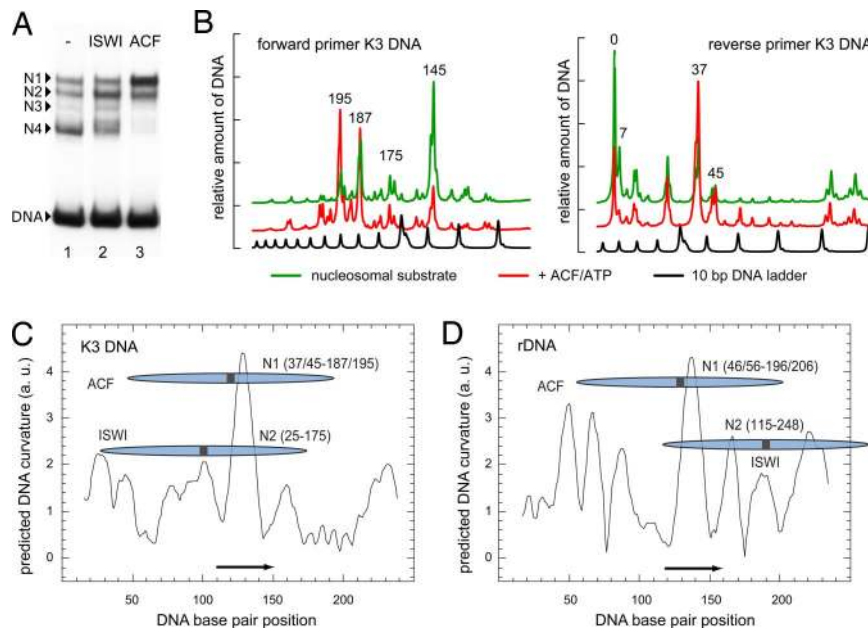 A
- ISWI ACF
N1
N2
N3
N4
DNA
1 2 3
B
forward primer K3 DNA
relative amount of DNA
195
187
175
145
reverse primer K3 DNA
relative amount of DNA
0
7
37
45
nucleosomal substrate
+ ACF/ATP
10 bp DNA ladder
C
K3 DNA
predicted DNA curvature (a. u.)
5
4
3
2
1
0
N1 (37/45-187/195)
ACF
ISWI
N2 (25-175)
50 100 150 200
DNA base pair position
D
rDNA
predicted DNA curvature (a. u.)
5
4
3
2
1
0
N1 (46/56-196/206)
ACF
N2 (115-248)
ISWI
50 100 150 200
DNA base pair position